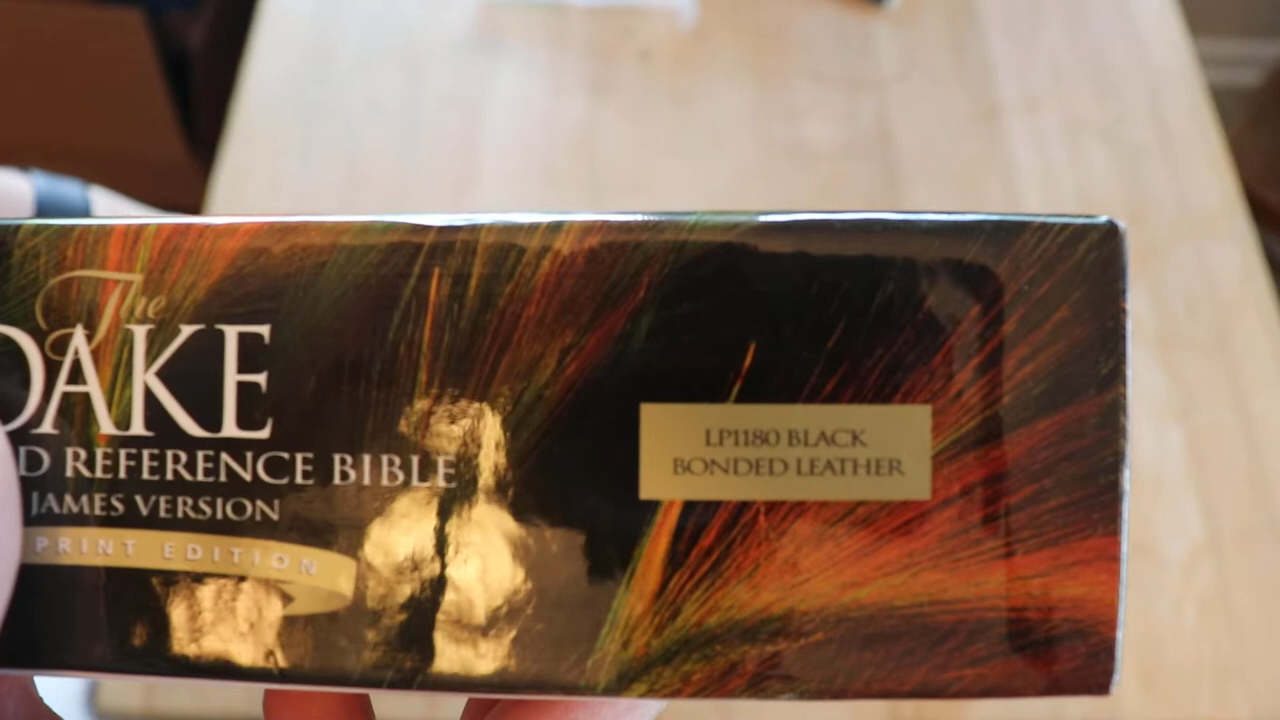 The
DAKE
D REFERENCE BIBLE
JAMES VERSION
PRINT EDITION
LP1180 BLACK
BONDED LEATHER